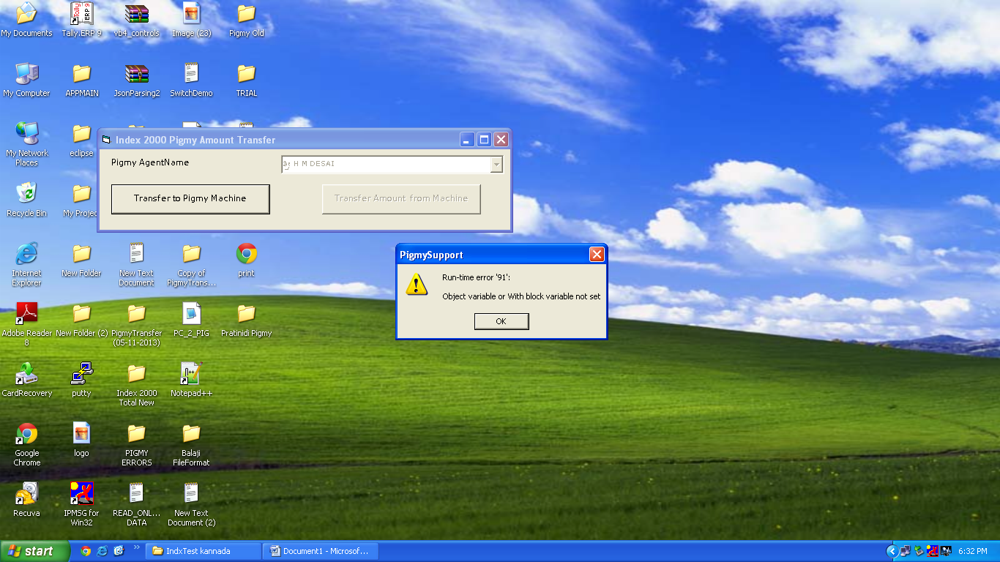 My Documents
Tally.ERP 9
vb4_controls
Image (23)
Pigmy Old
My Computer
APPMAIN
JsonParsing2
SwitchDemo
TRIAL
My Network
Places
eclipse
Index 2000 Pigmy Amount Transfer
Pigmy AgentName
H M DESAI
Transfer to Pigmy Machine
Transfer Amount from Machine
Recycle Bin
My Projec
Internet
Explorer
New Folder
New Text
Document
Copy of
PigmyTrans...
print
PigmySupport
Run-time error '91':
Object variable or With block variable not set
OK
Adobe Reader
8
New Folder (2)
PigmyTransfer
(05-11-2013)
PC_2_PIG
Pratinidi Pigmy
CardRecovery
putty
Index 2000
Total New
Notepad++
Google
Chrome
logo
PIGMY
ERRORS
Balaji
FileFormat
Recuva
IPMSG for
Win32
READ_ONL...
DATA
New Text
Document (2)
start
IndxTest kannada
Document1 - Microsof...
6:32 PM